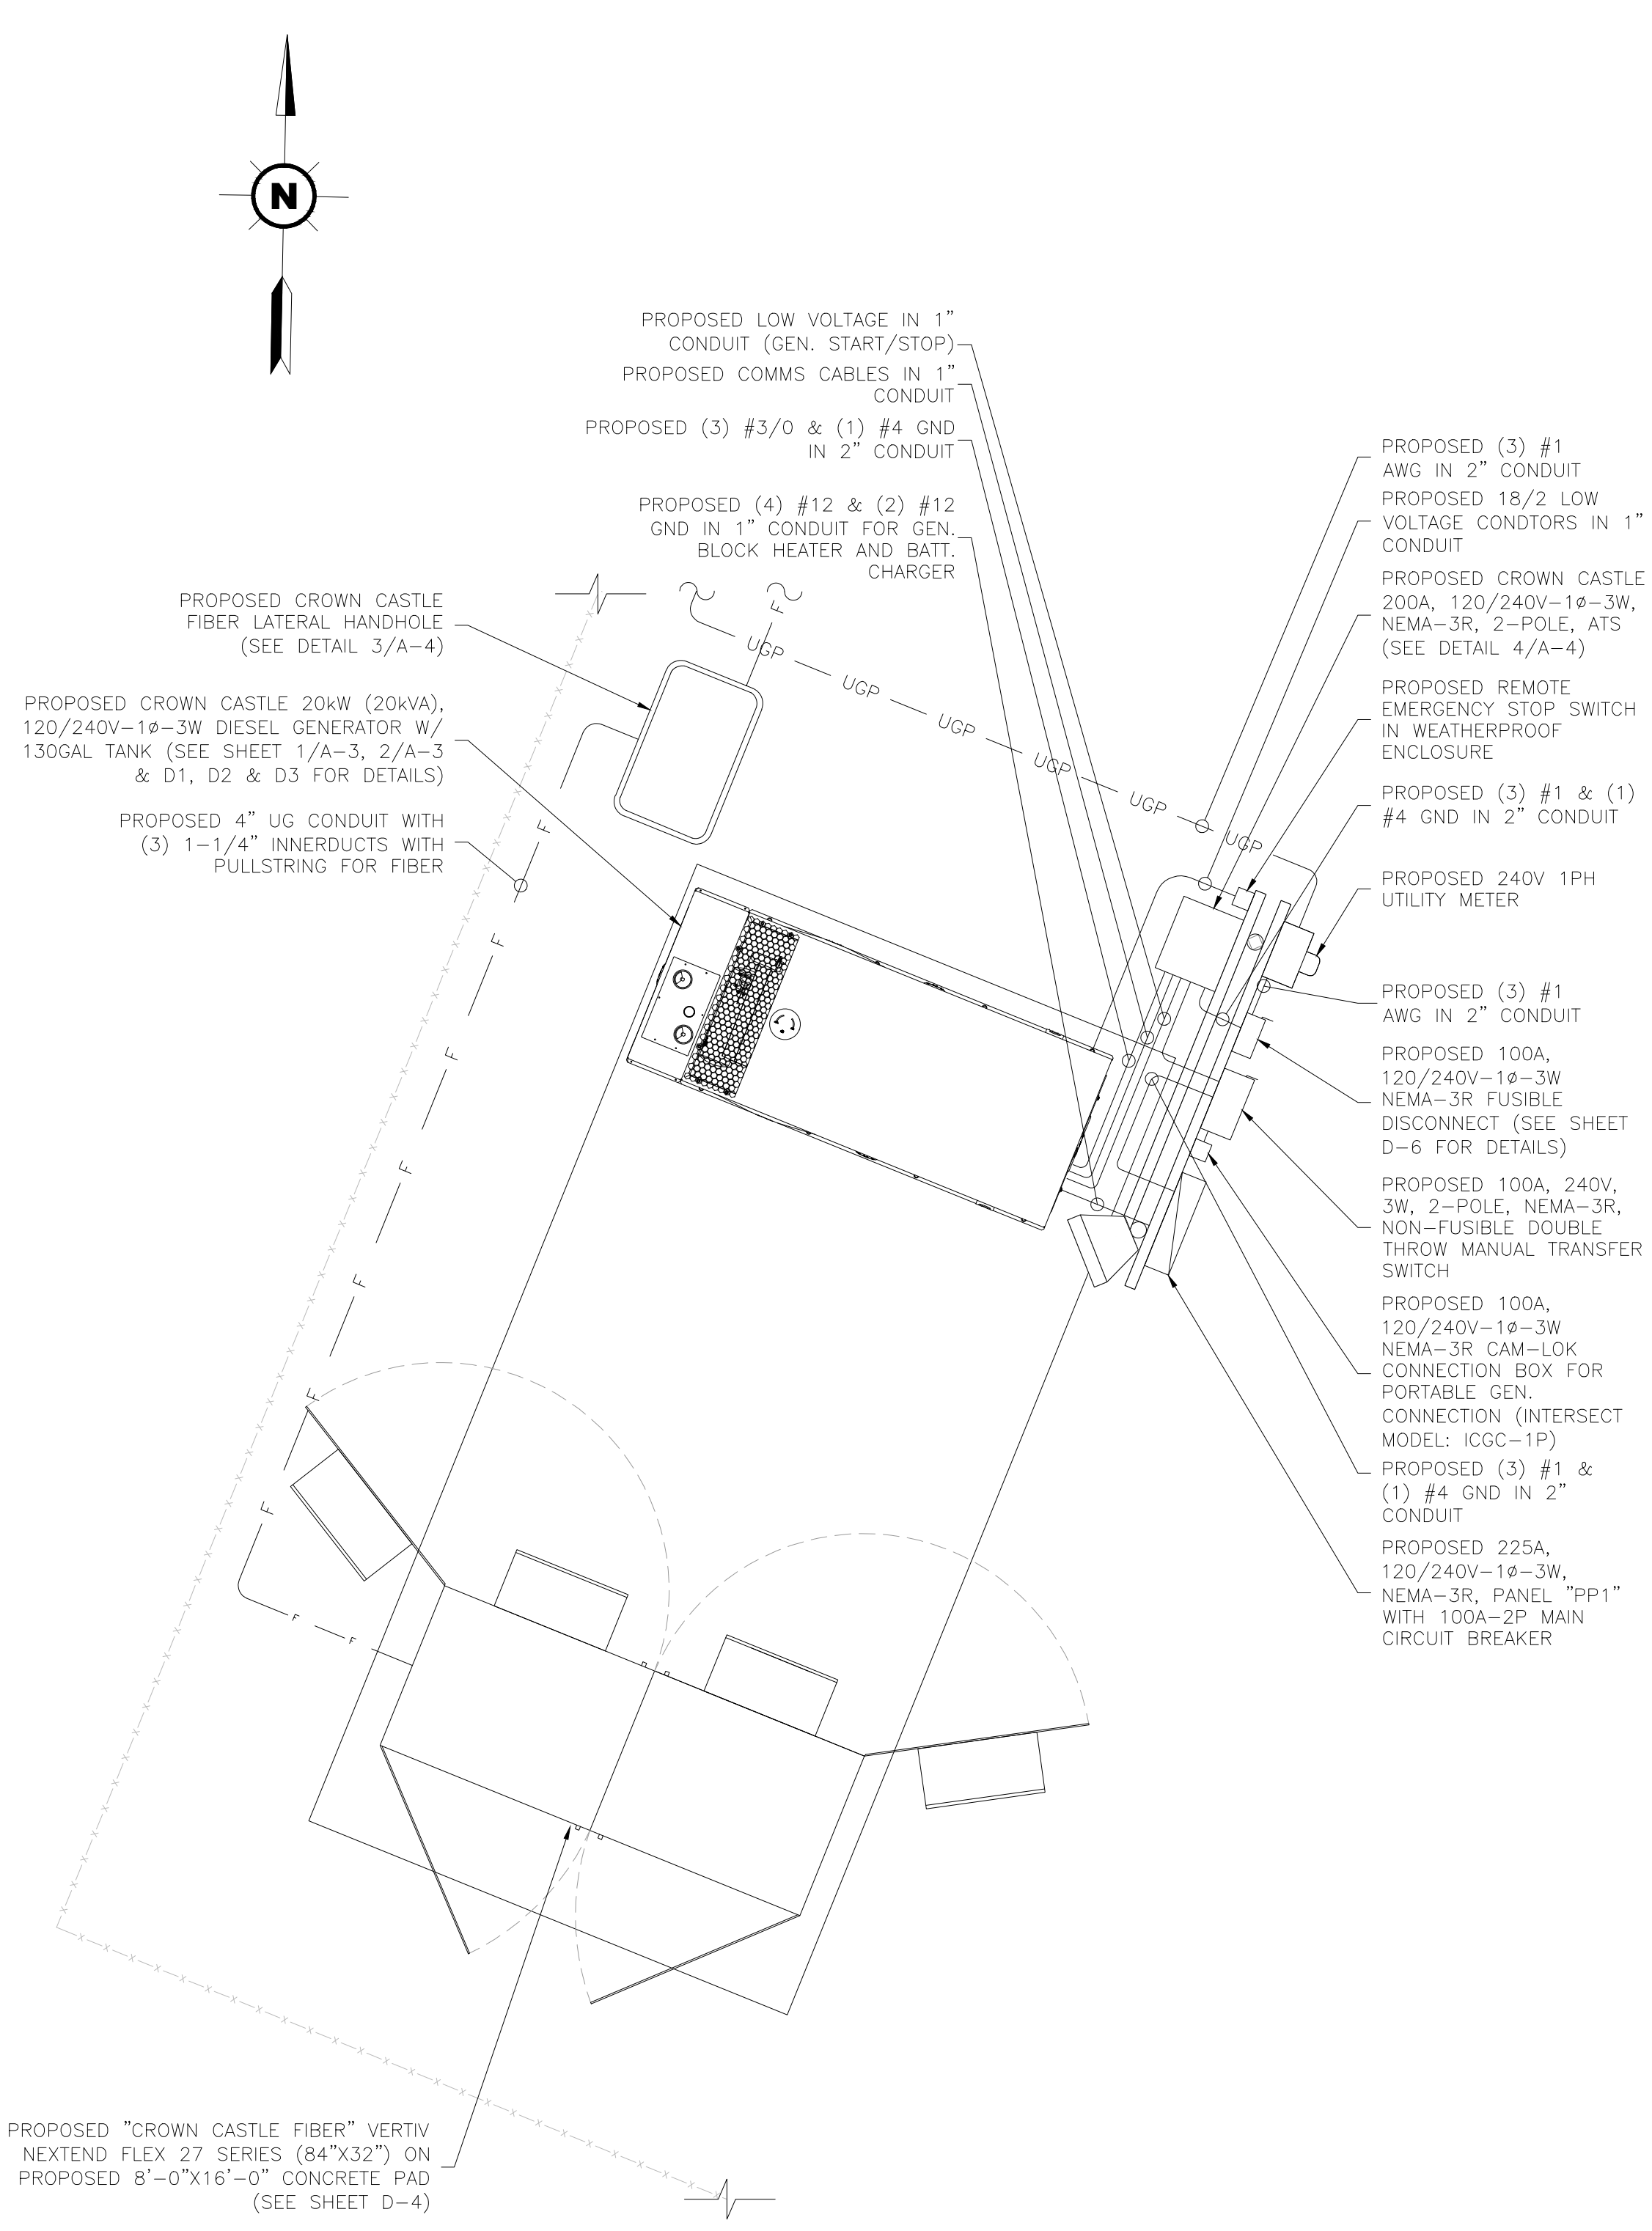 N
PROPOSED LOW VOLTAGE IN 1"
CONDUIT (GEN. START/STOP)
PROPOSED COMMS CABLES IN 1"
CONDUIT
PROPOSED (3) #3/0 & (1) #4 GND
IN 2" CONDUIT
PROPOSED (4) #12 & (2) #12
GND IN 1" CONDUIT FOR GEN.
BLOCK HEATER AND BATT.
CHARGER
PROPOSED CROWN CASTLE
FIBER LATERAL HANDHOLE
(SEE DETAIL 3/A-4)
PROPOSED CROWN CASTLE 20kW (20kVA),
120/240V-1ø-3W DIESEL GENERATOR W/
130GAL TANK (SEE SHEET 1/A-3, 2/A-3
& D1, D2 & D3 FOR DETAILS)
PROPOSED 4" UG CONDUIT WITH
(3) 1-1/4" INNERDUCTS WITH
PULLSTRING FOR FIBER
PROPOSED (3) #1
AWG IN 2" CONDUIT
PROPOSED 18/2 LOW
VOLTAGE CONDTORS IN 1"
CONDUIT
PROPOSED CROWN CASTLE
200A, 120/240V-1ø-3W,
NEMA-3R, 2-POLE, ATS
(SEE DETAIL 4/A-4)
PROPOSED REMOTE
EMERGENCY STOP SWITCH
IN WEATHERPROOF
ENCLOSURE
PROPOSED (3) #1 & (1)
#4 GND IN 2" CONDUIT
PROPOSED 240V 1PH
UTILITY METER
PROPOSED (3) #1
AWG IN 2" CONDUIT
PROPOSED 100A,
120/240V-1ø-3W
NEMA-3R FUSIBLE
DISCONNECT (SEE SHEET
D-6 FOR DETAILS)
PROPOSED 100A, 240V,
3W, 2-POLE, NEMA-3R,
NON-FUSIBLE DOUBLE
THROW MANUAL TRANSFER
SWITCH
PROPOSED 100A,
120/240V-1ø-3W
NEMA-3R CAM-LOK
CONNECTION BOX FOR
PORTABLE GEN.
CONNECTION (INTERSECT
MODEL: ICGC-1P)
PROPOSED (3) #1 &
(1) #4 GND IN 2"
CONDUIT
PROPOSED 225A,
120/240V-1ø-3W,
NEMA-3R, PANEL "PP1"
WITH 100A-2P MAIN
CIRCUIT BREAKER
F
UGP
UGP
UGP
UGP
UGP
UGP
F
F
F
F
F
F
F
F
F
F
PROPOSED "CROWN CASTLE FIBER" VERTIV
NEXTEND FLEX 27 SERIES (84"X32") ON
PROPOSED 8'-0"X16'-0" CONCRETE PAD
(SEE SHEET D-4)